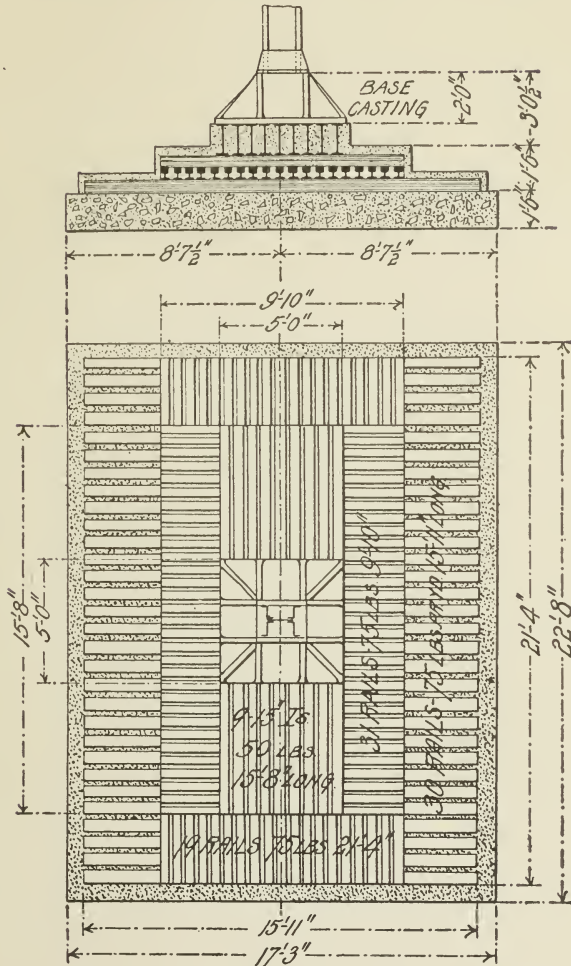 BASE
CASTING
2'0"
3'0½"
1'6"
1'6"
8'7½"
8'7½"
9'10"
5'0"
15'8"
5'0"
9-15" Is
50 LBS.
15'-8" LONG.
31 RAILS 75 LBS. 9'-10"
30 RAILS-75 LBS PR YD 15'-11" LONG
19 RAILS 75 LBS 21'-4"
21'-4"
22'-8"
15'-11"
17'-3"